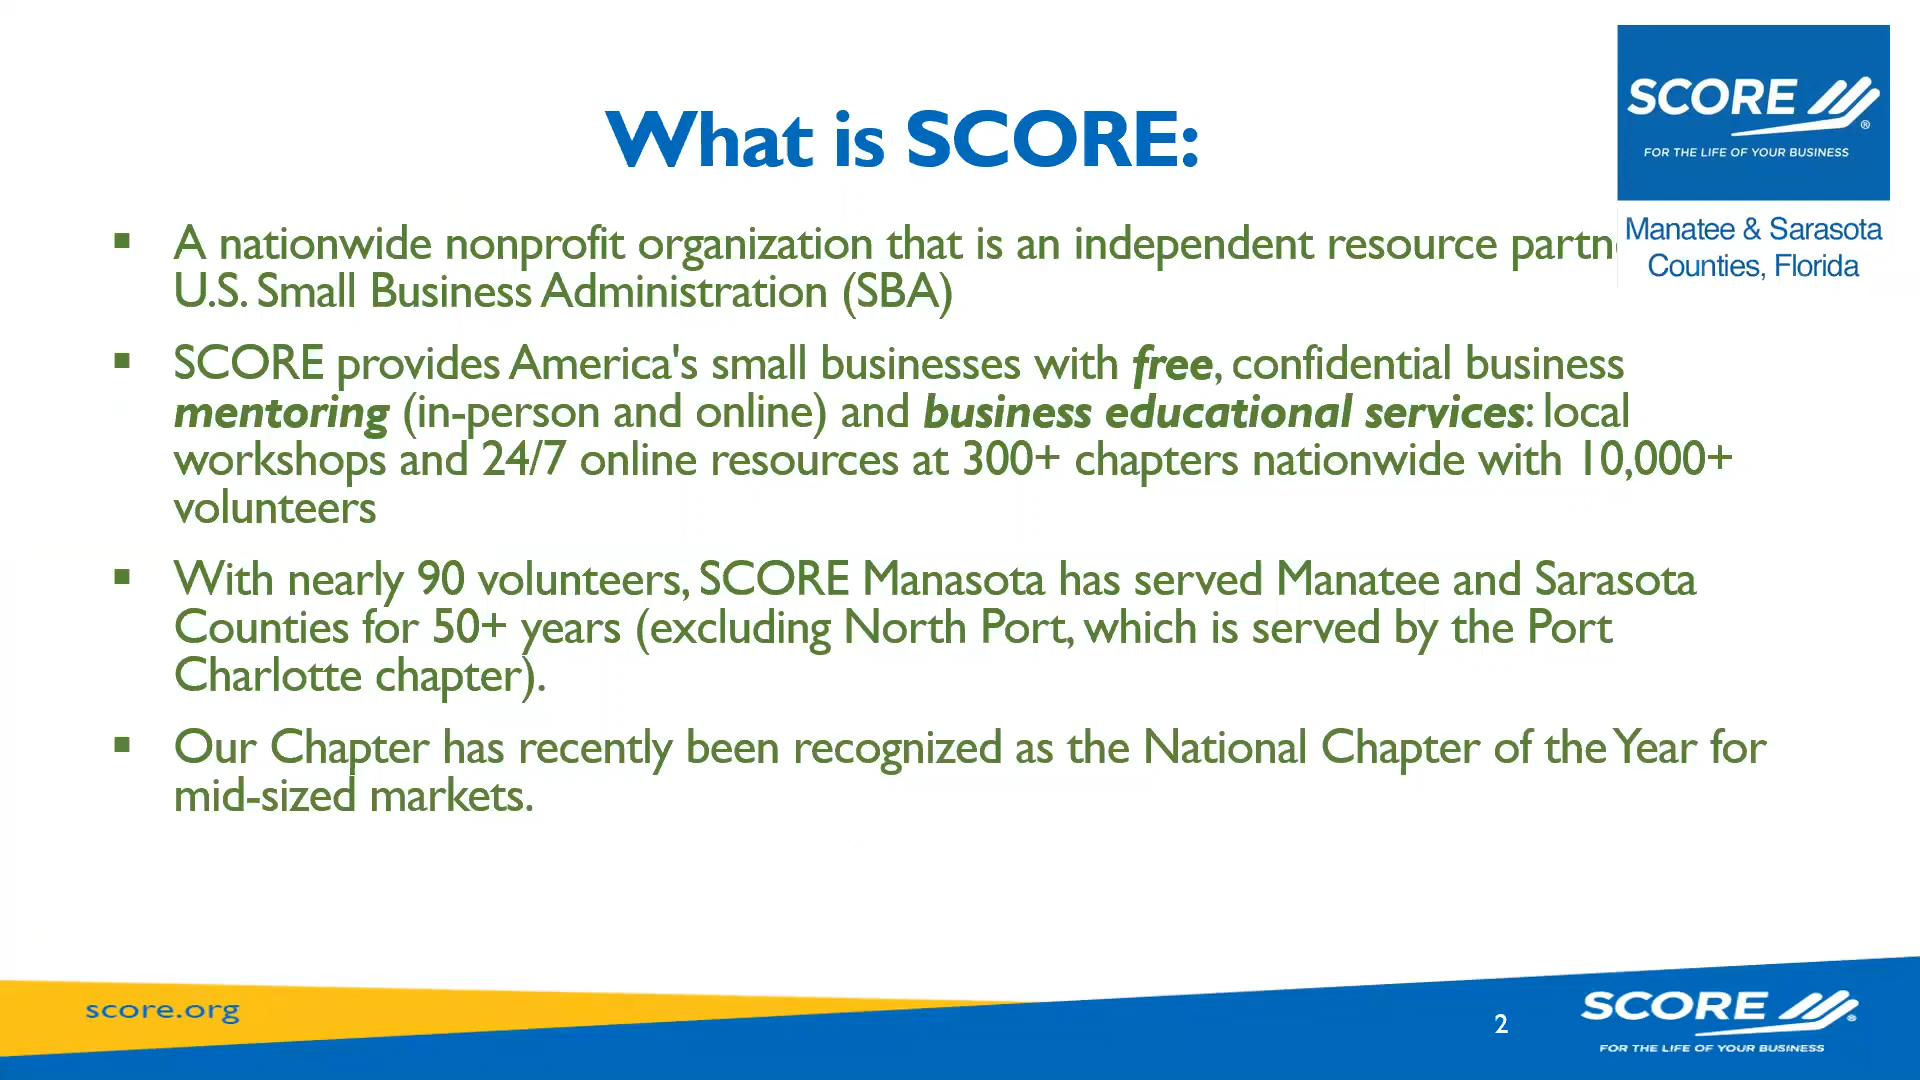 SCORE
®
FOR THE LIFE OF YOUR BUSINESS
Manatee & Sarasota
Counties, Florida
What is SCORE:
▪ A nationwide nonprofit organization that is an independent resource
U.S. Small Business Administration (SBA)
▪ SCORE provides America's small businesses with free, confidential business
mentoring (in-person and online) and business educational services: local
workshops and 24/7 online resources at 300+ chapters nationwide with 10,000+
volunteers
▪ With nearly 90 volunteers, SCORE Manasota has served Manatee and Sarasota
Counties for 50+ years (excluding North Port, which is served by the Port
Charlotte chapter).
▪ Our Chapter has recently been recognized as the National Chapter of the Year for
mid-sized markets.
score.org
2
SCORE
®
FOR THE LIFE OF YOUR BUSINESS